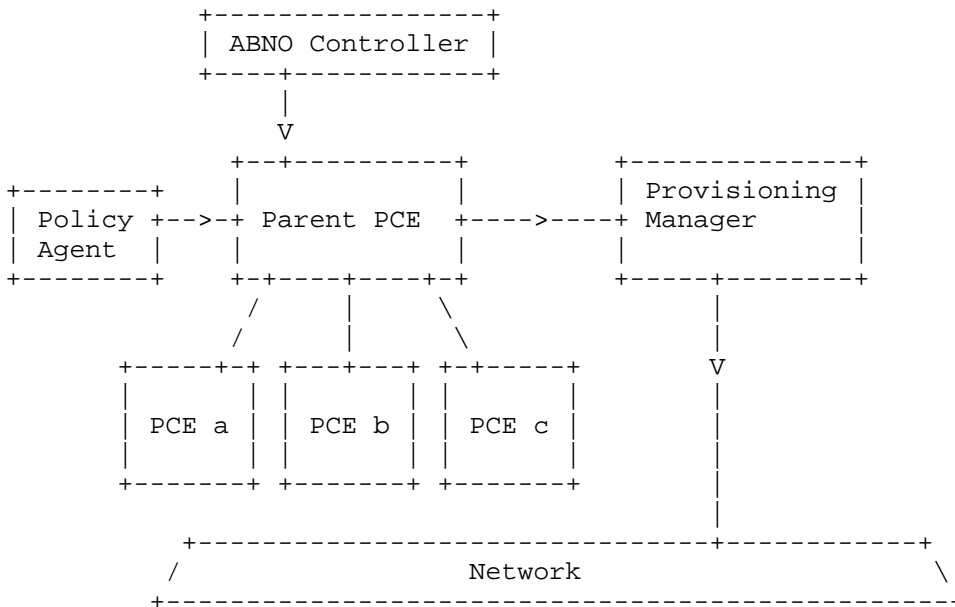 ABNO Controller
Provisioning
Policy Parent PCE Manager
Agent
PCE a PCE b PCE c
Network